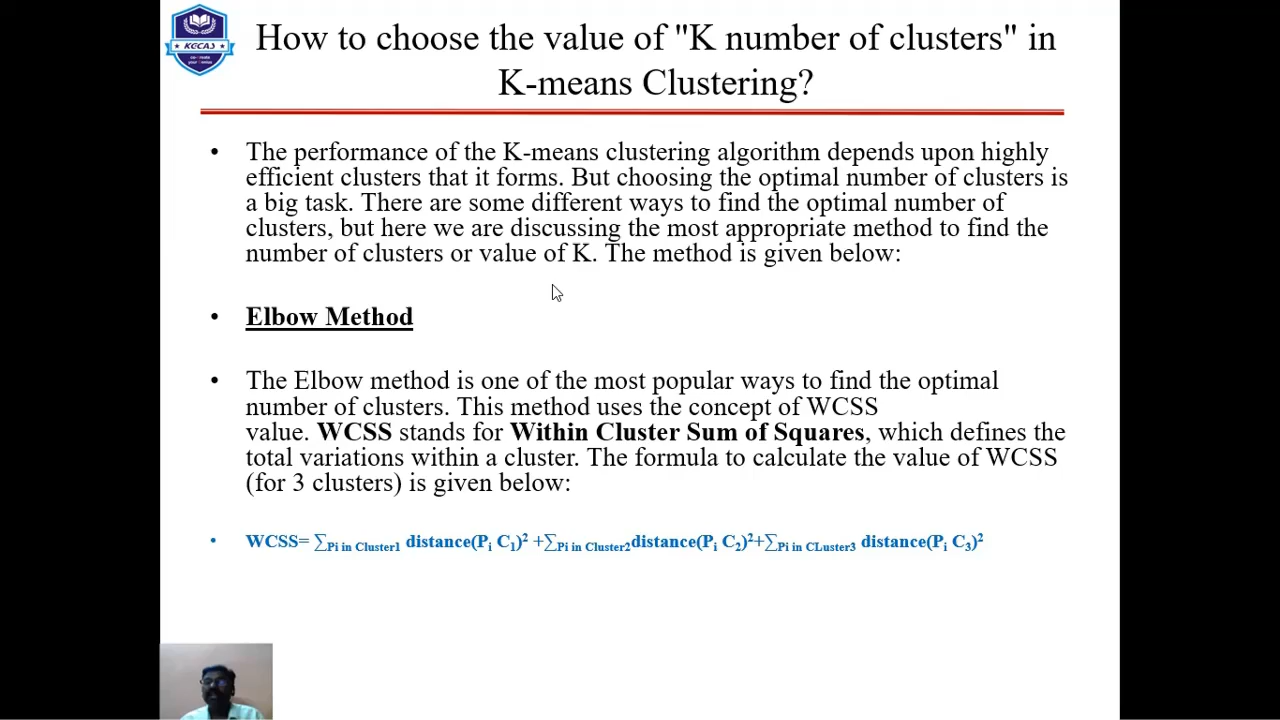 KECAS
co-create
your Genius
How to choose the value of "K number of clusters" in
K-means Clustering?
• The performance of the K-means clustering algorithm depends upon highly
efficient clusters that it forms. But choosing the optimal number of clusters is
a big task. There are some different ways to find the optimal number of
clusters, but here we are discussing the most appropriate method to find the
number of clusters or value of K. The method is given below:
• Elbow Method
• The Elbow method is one of the most popular ways to find the optimal
number of clusters. This method uses the concept of WCSS
value. WCSS stands for Within Cluster Sum of Squares, which defines the
total variations within a cluster. The formula to calculate the value of WCSS
(for 3 clusters) is given below:
• WCSS= ∑Pi in Cluster1 distance(Pi C1)2 +∑Pi in Cluster2distance(Pi C2)2+∑Pi in CLuster3 distance(Pi C3)2